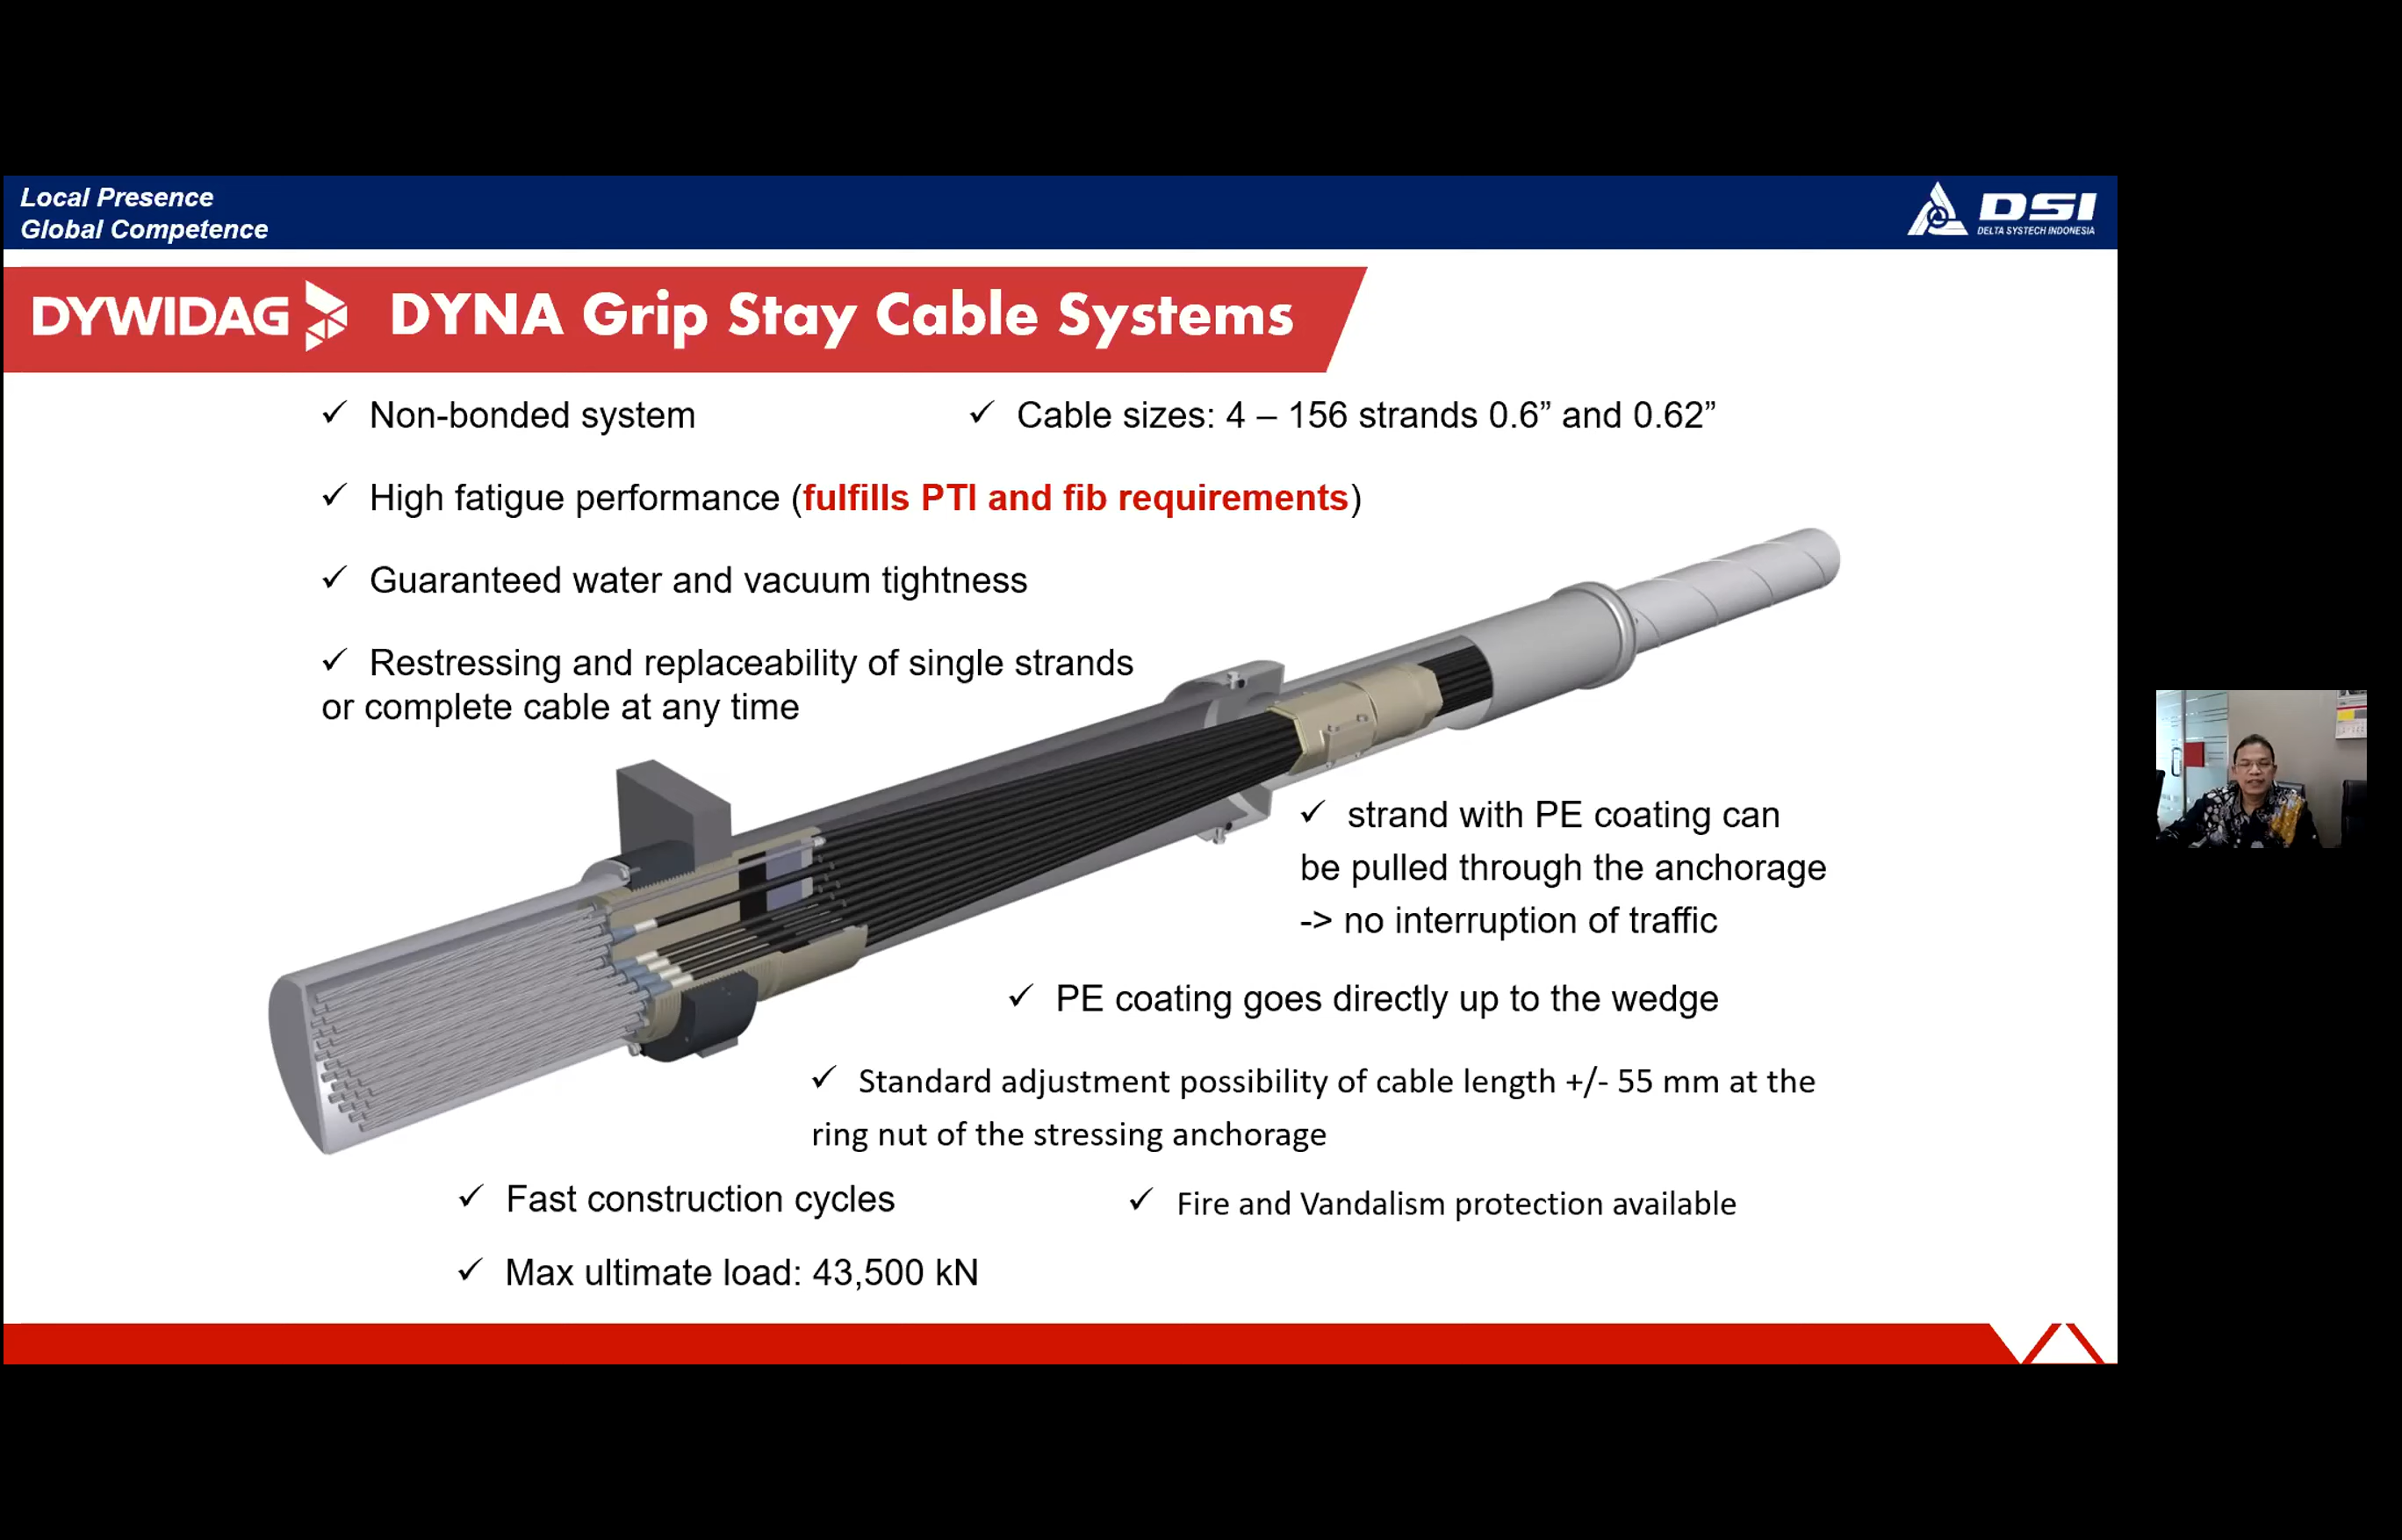 Local Presence
Global Competence
DSI
DELTA SYSTECH INDONESIA
DYWIDAG
DYNA Grip Stay Cable Systems
✓ Non-bonded system
✓ Cable sizes: 4 – 156 strands 0.6” and 0.62”
✓ High fatigue performance (fulfills PTI and fib requirements)
✓ Guaranteed water and vacuum tightness
✓ Restressing and replaceability of single strands
or complete cable at any time
✓ strand with PE coating can
be pulled through the anchorage
-> no interruption of traffic
✓ PE coating goes directly up to the wedge
✓ Standard adjustment possibility of cable length +/- 55 mm at the
ring nut of the stressing anchorage
✓ Fast construction cycles
✓ Fire and Vandalism protection available
✓ Max ultimate load: 43,500 kN